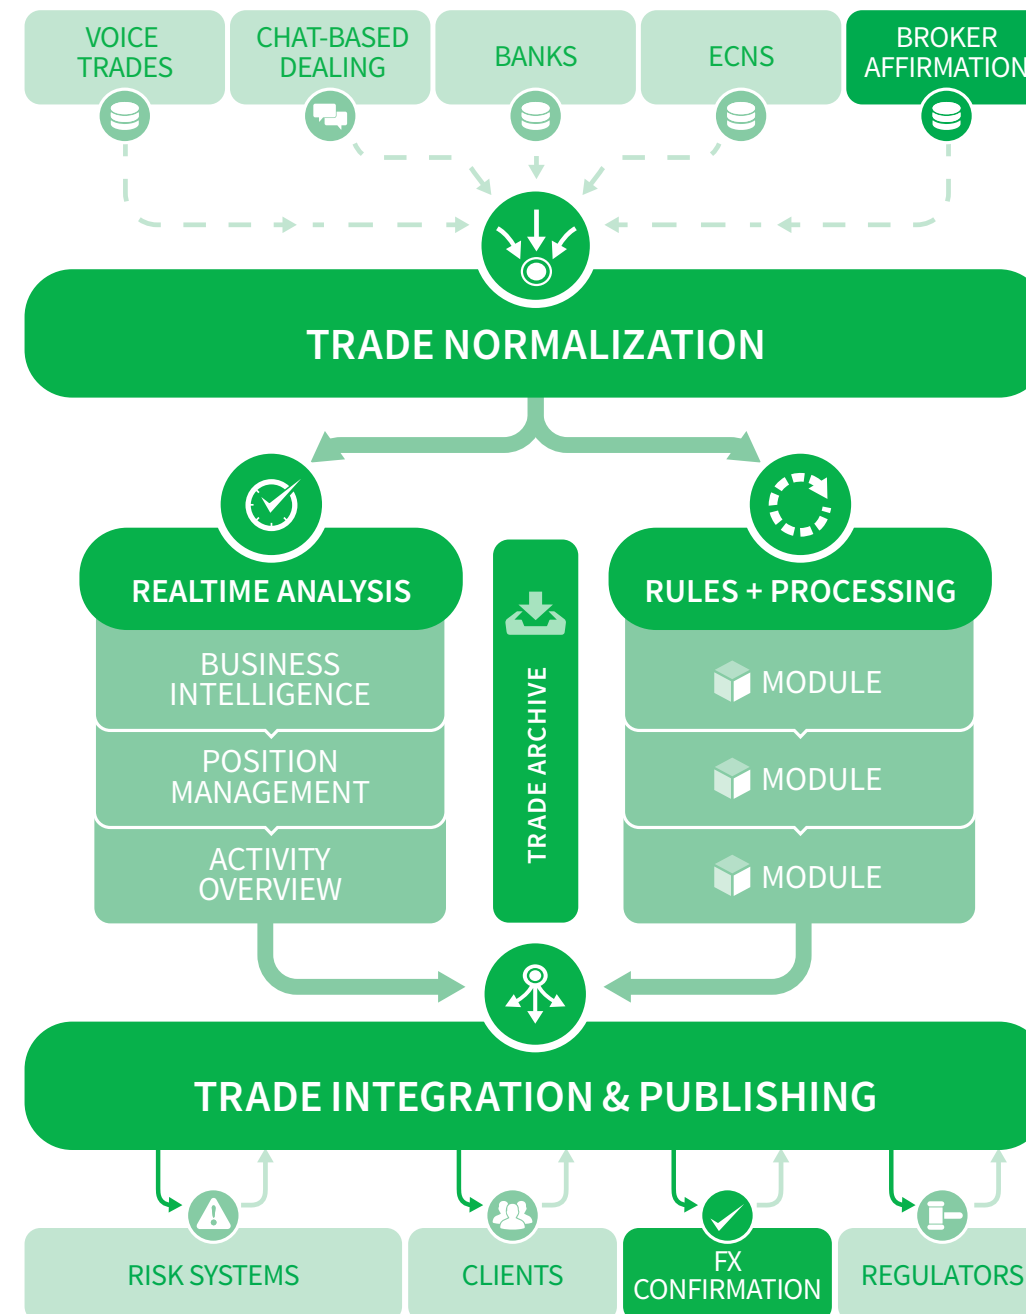 VOICE
TRADES
CHAT-BASED
DEALING
BANKS
ECNS
BROKER
AFFIRMATION
TRADE NORMALIZATION
REALTIME ANALYSIS
BUSINESS
INTELLIGENCE
POSITION
MANAGEMENT
ACTIVITY
OVERVIEW
TRADE ARCHIVE
RULES + PROCESSING
MODULE
MODULE
MODULE
TRADE INTEGRATION & PUBLISHING
RISK SYSTEMS
CLIENTS
FX
CONFIRMATION
REGULATORS